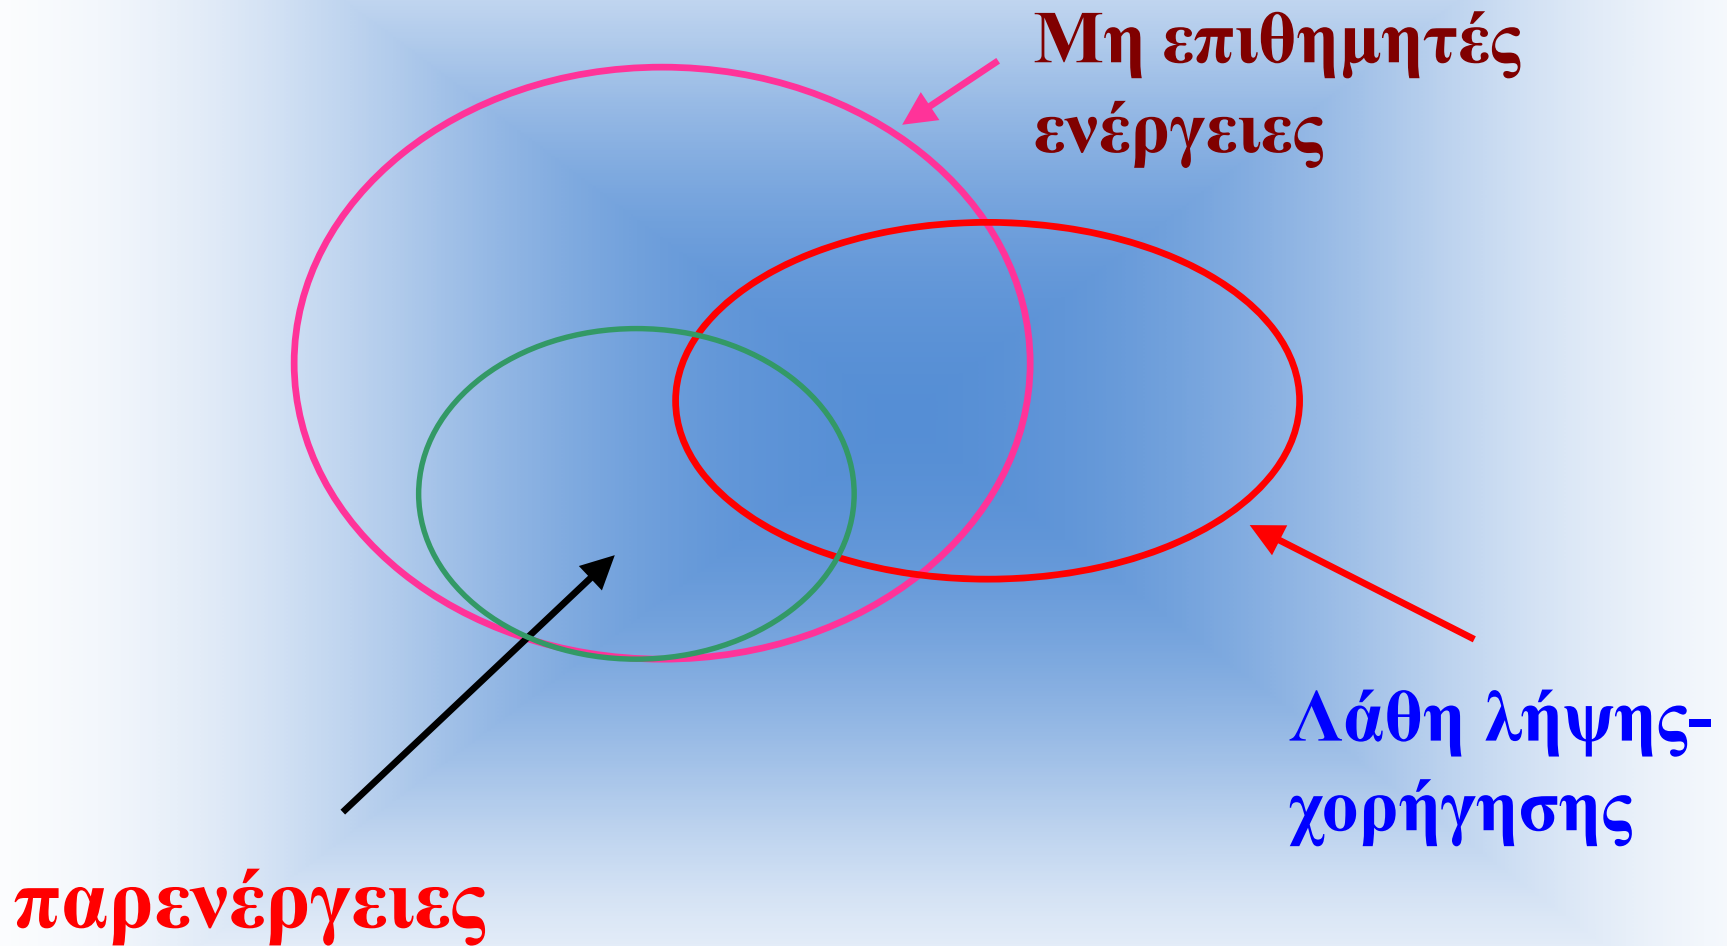 Μη επιθημητές
ενέργειες
Λάθη λήψης-
χορήγησης
παρενέργειες